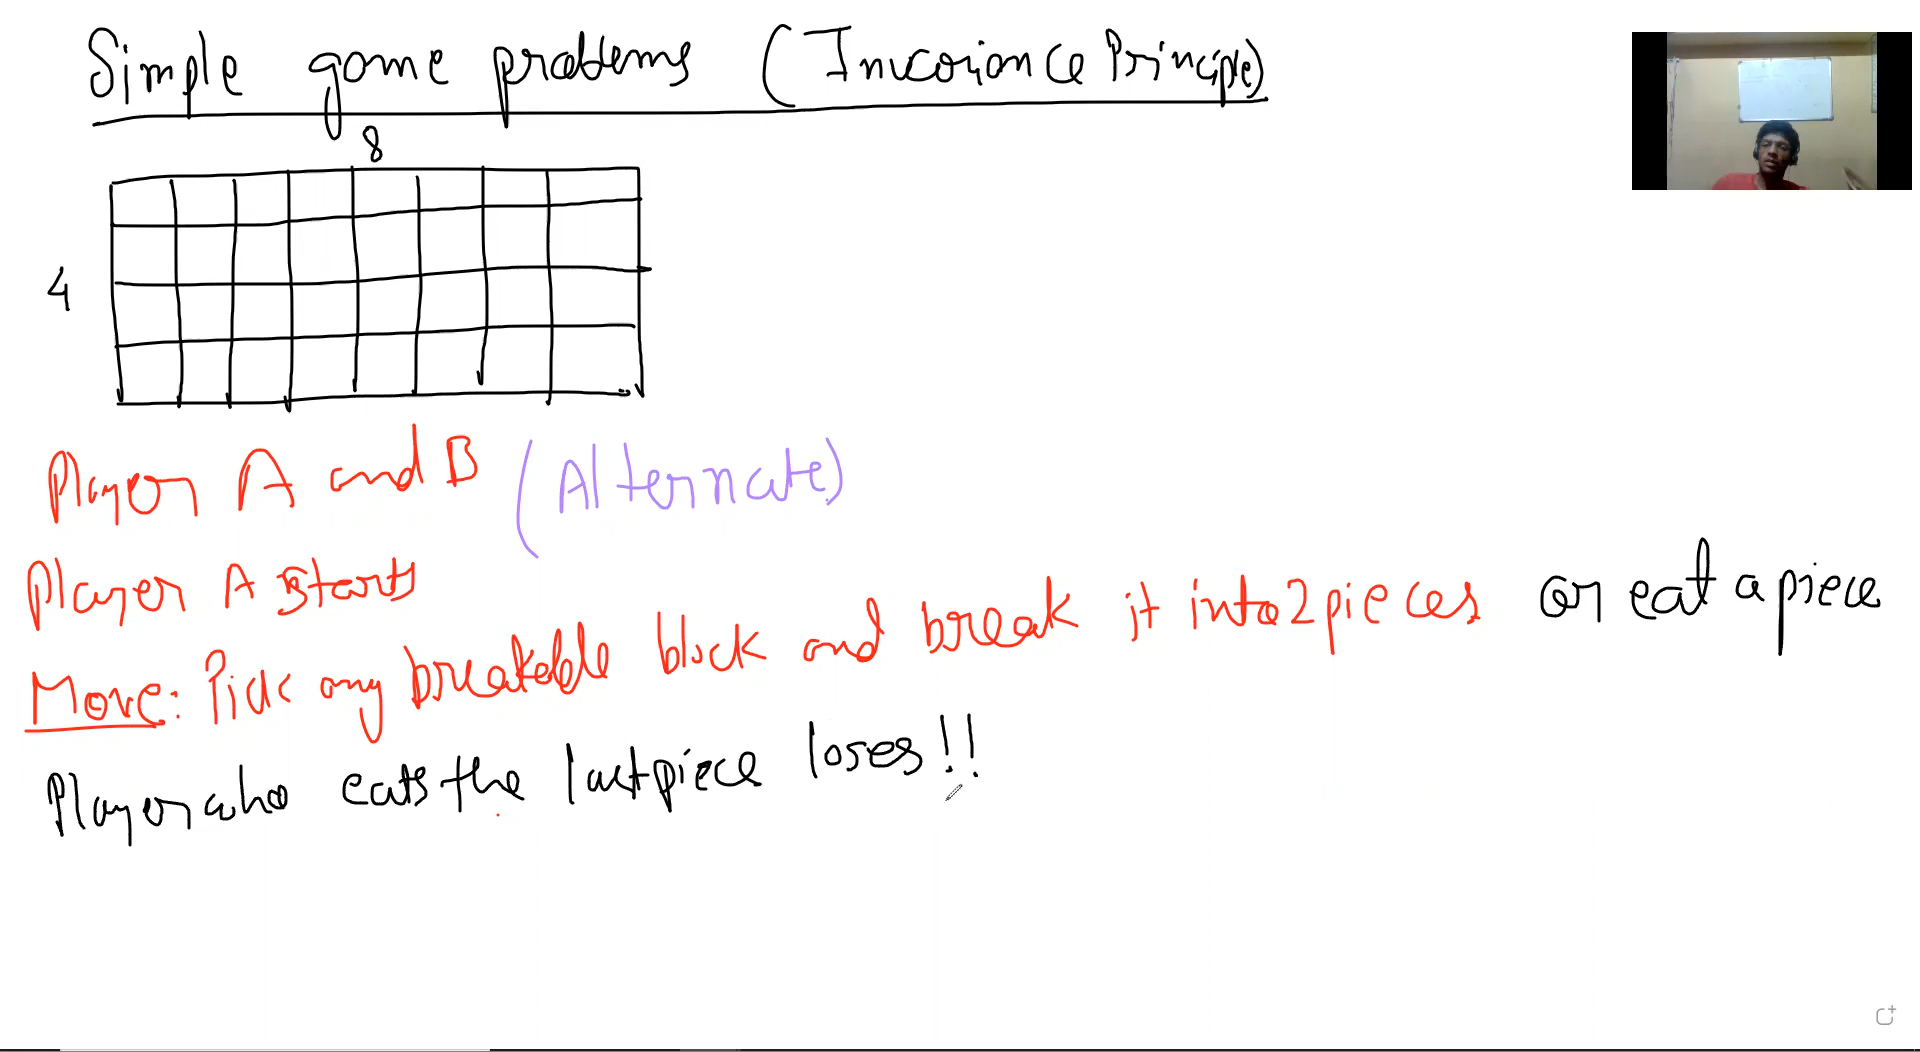 Simple game problems (Invariance Principle)
8
4
Player A and B (Alternate)
Player A starts
Move: Pick any breakable block and break it into 2 pieces or eat a piece
Player who eats the last piece loses!!